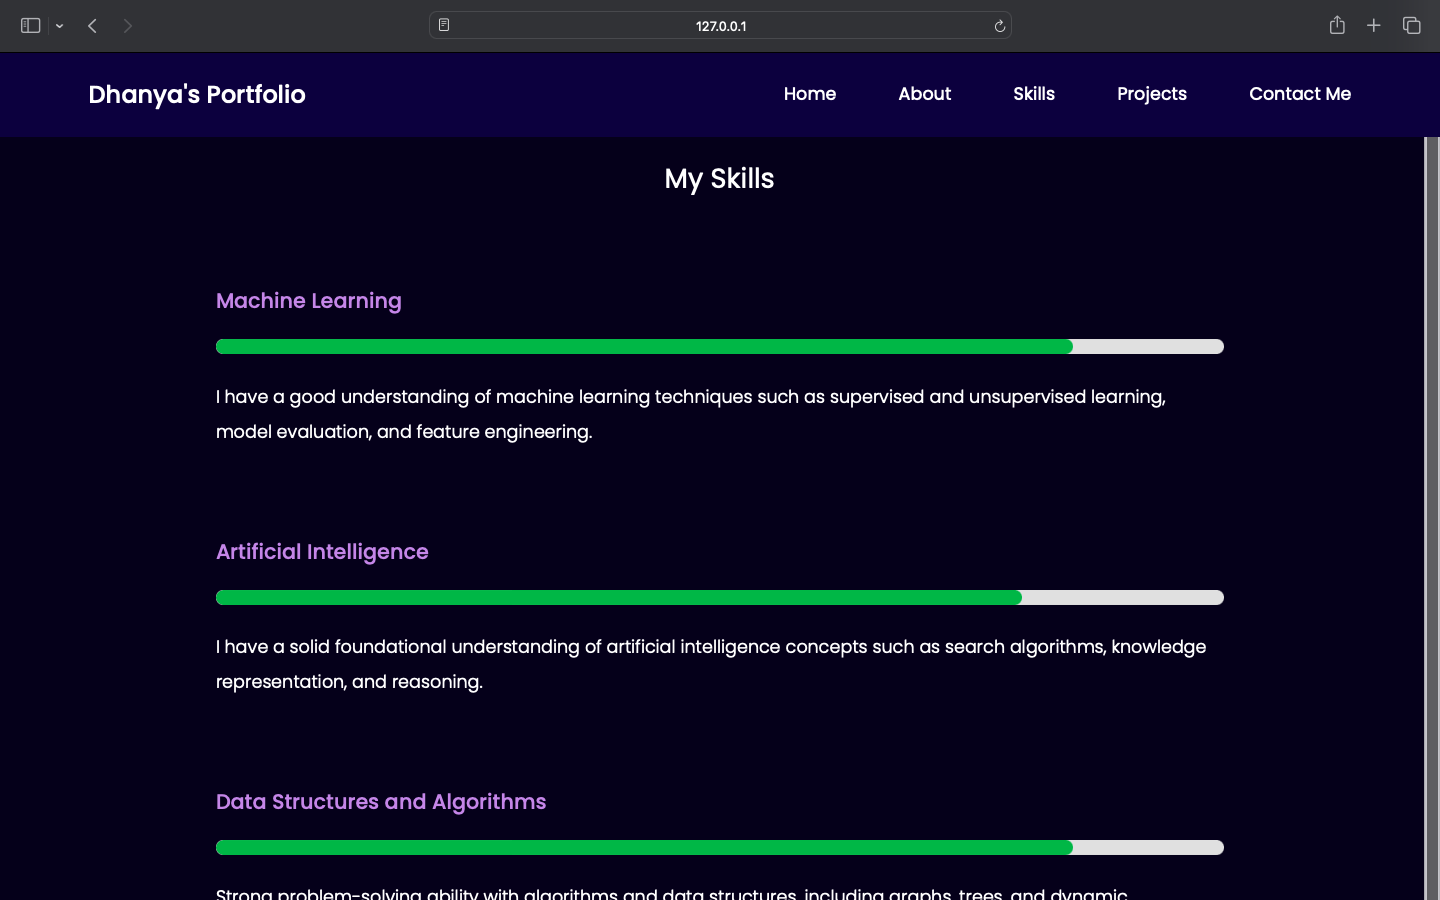 127.0.0.1
Dhanya's Portfolio Home About Skills Projects Contact Me
My Skills
Machine Learning
I have a good understanding of machine learning techniques such as supervised and unsupervised learning,
model evaluation, and feature engineering.
Artificial Intelligence
I have a solid foundational understanding of artificial intelligence concepts such as search algorithms, knowledge
representation, and reasoning.
Data Structures and Algorithms
Strong problem-solving ability with algorithms and data structures, including graphs, trees, and dynamic